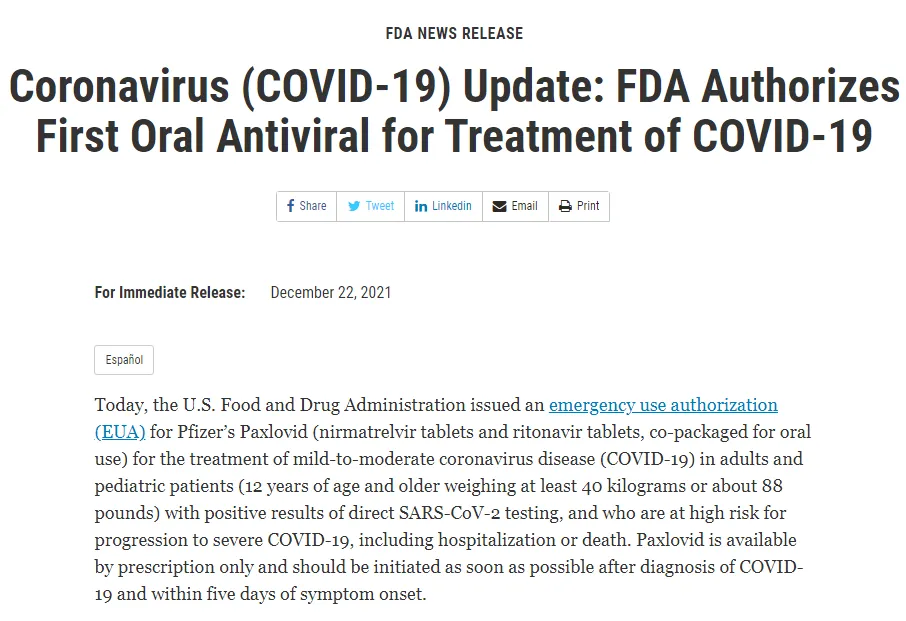 FDA NEWS RELEASE
Coronavirus (COVID-19) Update: FDA Authorizes
First Oral Antiviral for Treatment of COVID-19
Share Tweet Linkedin Email Print
For Immediate Release: December 22, 2021
Español
Today, the U.S. Food and Drug Administration issued an emergency use authorization
(EUA) for Pfizer’s Paxlovid (nirmatrelvir tablets and ritonavir tablets, co-packaged for oral
use) for the treatment of mild-to-moderate coronavirus disease (COVID-19) in adults and
pediatric patients (12 years of age and older weighing at least 40 kilograms or about 88
pounds) with positive results of direct SARS-CoV-2 testing, and who are at high risk for
progression to severe COVID-19, including hospitalization or death. Paxlovid is available
by prescription only and should be initiated as soon as possible after diagnosis of COVID-
19 and within five days of symptom onset.